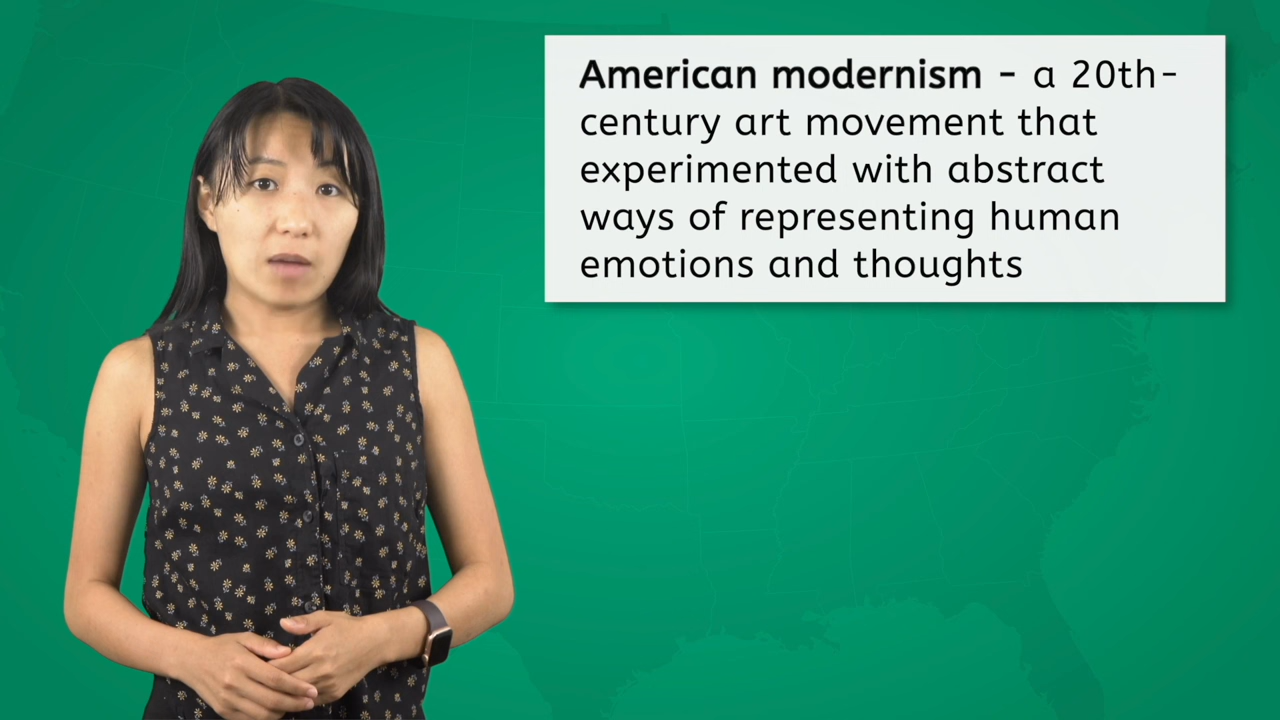 American modernism - a 20th-
century art movement that
experimented with abstract
ways of representing human
emotions and thoughts